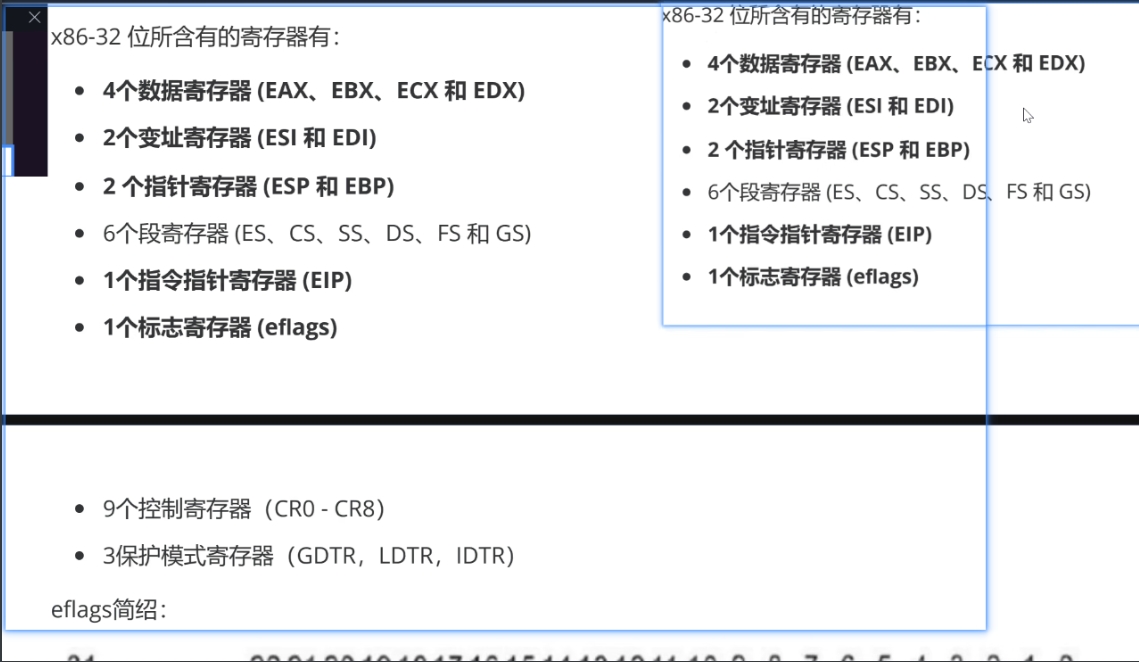 x86-32 位所含有的寄存器有：
4个数据寄存器 (EAX、EBX、ECX 和 EDX)
2个变址寄存器 (ESI 和 EDI)
2 个指针寄存器 (ESP 和 EBP)
6个段寄存器 (ES、CS、SS、DS、FS 和 GS)
1个指令指针寄存器 (EIP)
1个标志寄存器 (eflags)
x86-32 位所含有的寄存器有：
4个数据寄存器 (EAX、EBX、ECX 和 EDX)
2个变址寄存器 (ESI 和 EDI)
2 个指针寄存器 (ESP 和 EBP)
6个段寄存器 (ES、CS、SS、DS、FS 和 GS)
1个指令指针寄存器 (EIP)
1个标志寄存器 (eflags)
9个控制寄存器（CR0 - CR8）
3保护模式寄存器（GDTR，LDTR，IDTR）
eflags简绍：